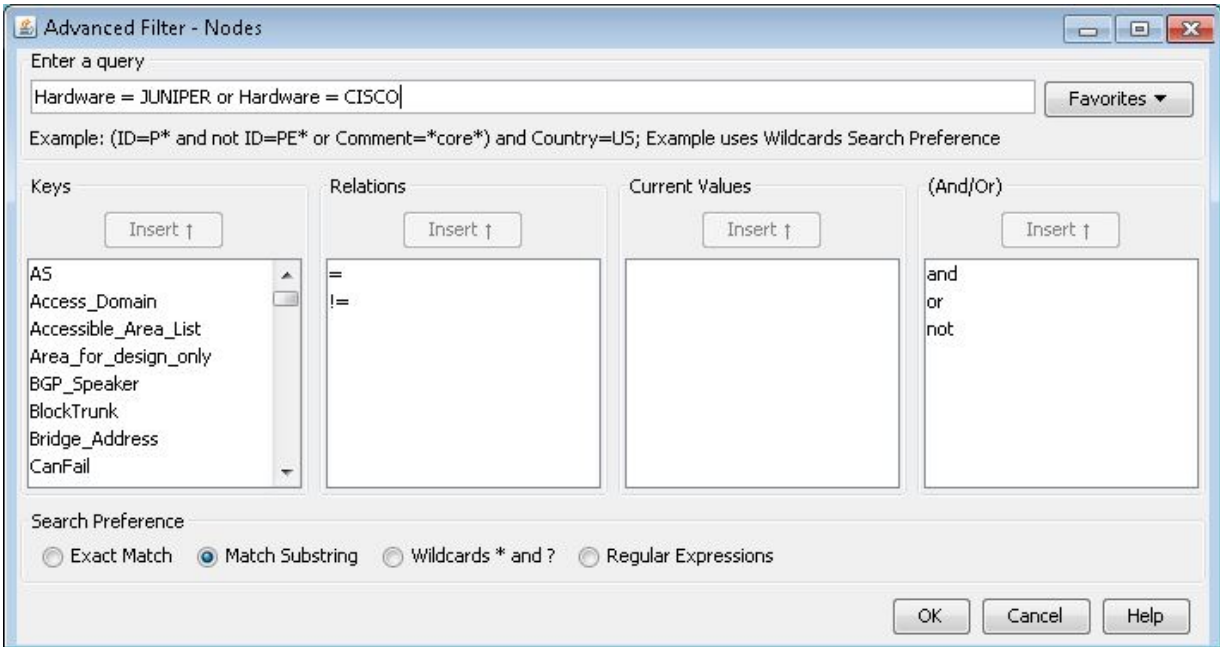 Advanced Filter - Nodes
Enter a query
Hardware = JUNIPER or Hardware = CISCO
Favorites
Example: (ID=P* and not ID=PE* or Comment=*core*) and Country=US; Example uses Wildcards Search Preference
Keys
Relations
Current Values
(And/Or)
Insert ↑
Insert ↑
Insert ↑
Insert ↑
AS
Access_Domain
Accessible_Area_List
Area_for_design_only
BGP_Speaker
BlockTrunk
Bridge_Address
CanFail
=
!=
and
or
not
Search Preference
Exact Match
Match Substring
Wildcards * and ?
Regular Expressions
OK
Cancel
Help